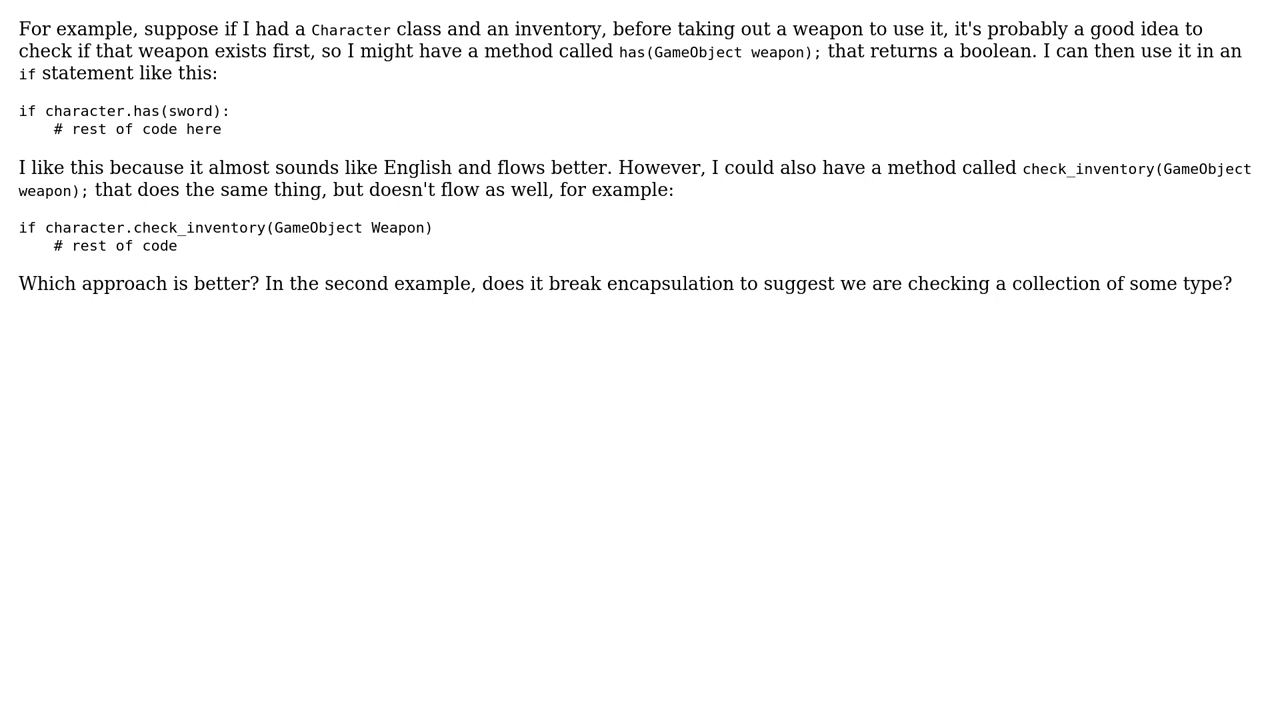 For example, suppose if I had a Character class and an inventory, before taking out a weapon to use it, it's probably a good idea to
check if that weapon exists first, so I might have a method called has(GameObject weapon); that returns a boolean. I can then use it in an
if statement like this:
if character.has(sword):
    # rest of code here
I like this because it almost sounds like English and flows better. However, I could also have a method called check_inventory(GameObject
weapon); that does the same thing, but doesn't flow as well, for example:
if character.check_inventory(GameObject Weapon)
    # rest of code
Which approach is better? In the second example, does it break encapsulation to suggest we are checking a collection of some type?